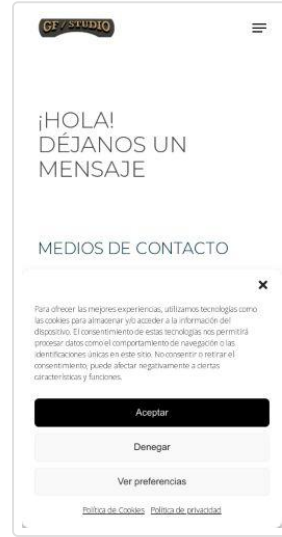 GF/STUDIO
¡HOLA!
DÉJANOS UN
MENSAJE
MEDIOS DE CONTACTO
Para ofrecer las mejores experiencias, utilizamos tecnologías como
las cookies para almacenar y/o acceder a la información del
dispositivo. El consentimiento de estas tecnologías nos permitirá
procesar datos como el comportamiento de navegación o las
identificaciones únicas en este sitio. No consentir o retirar el
consentimiento, puede afectar negativamente a ciertas
características y funciones.
Aceptar
Denegar
Ver preferencias
Política de Cookies Política de privacidad